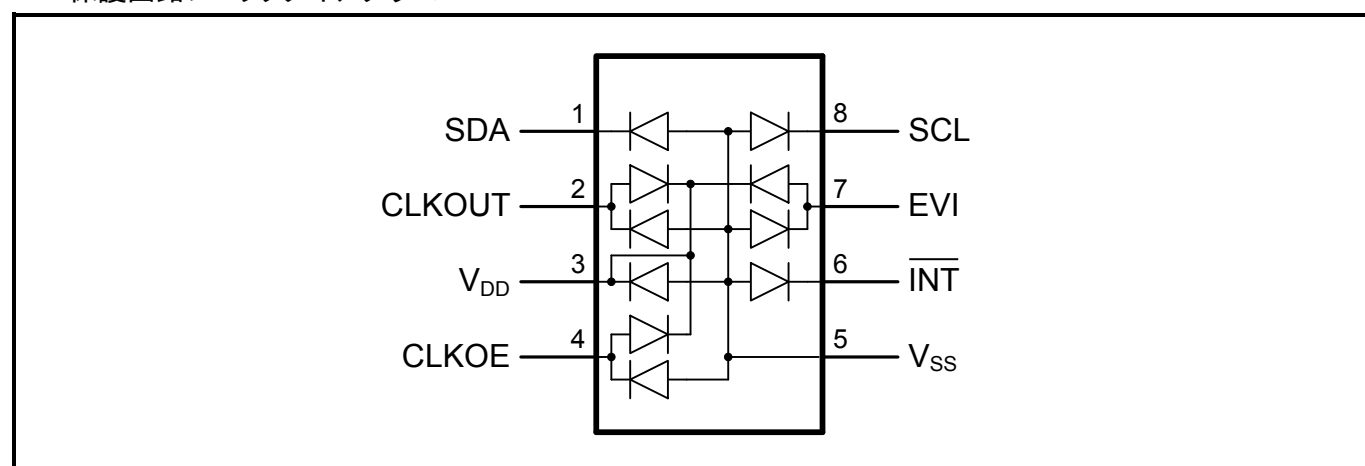 SDA 1
8 SCL
CLKOUT 2
7 EVI
VDD 3
6 INT
CLKOE 4
5 VSS